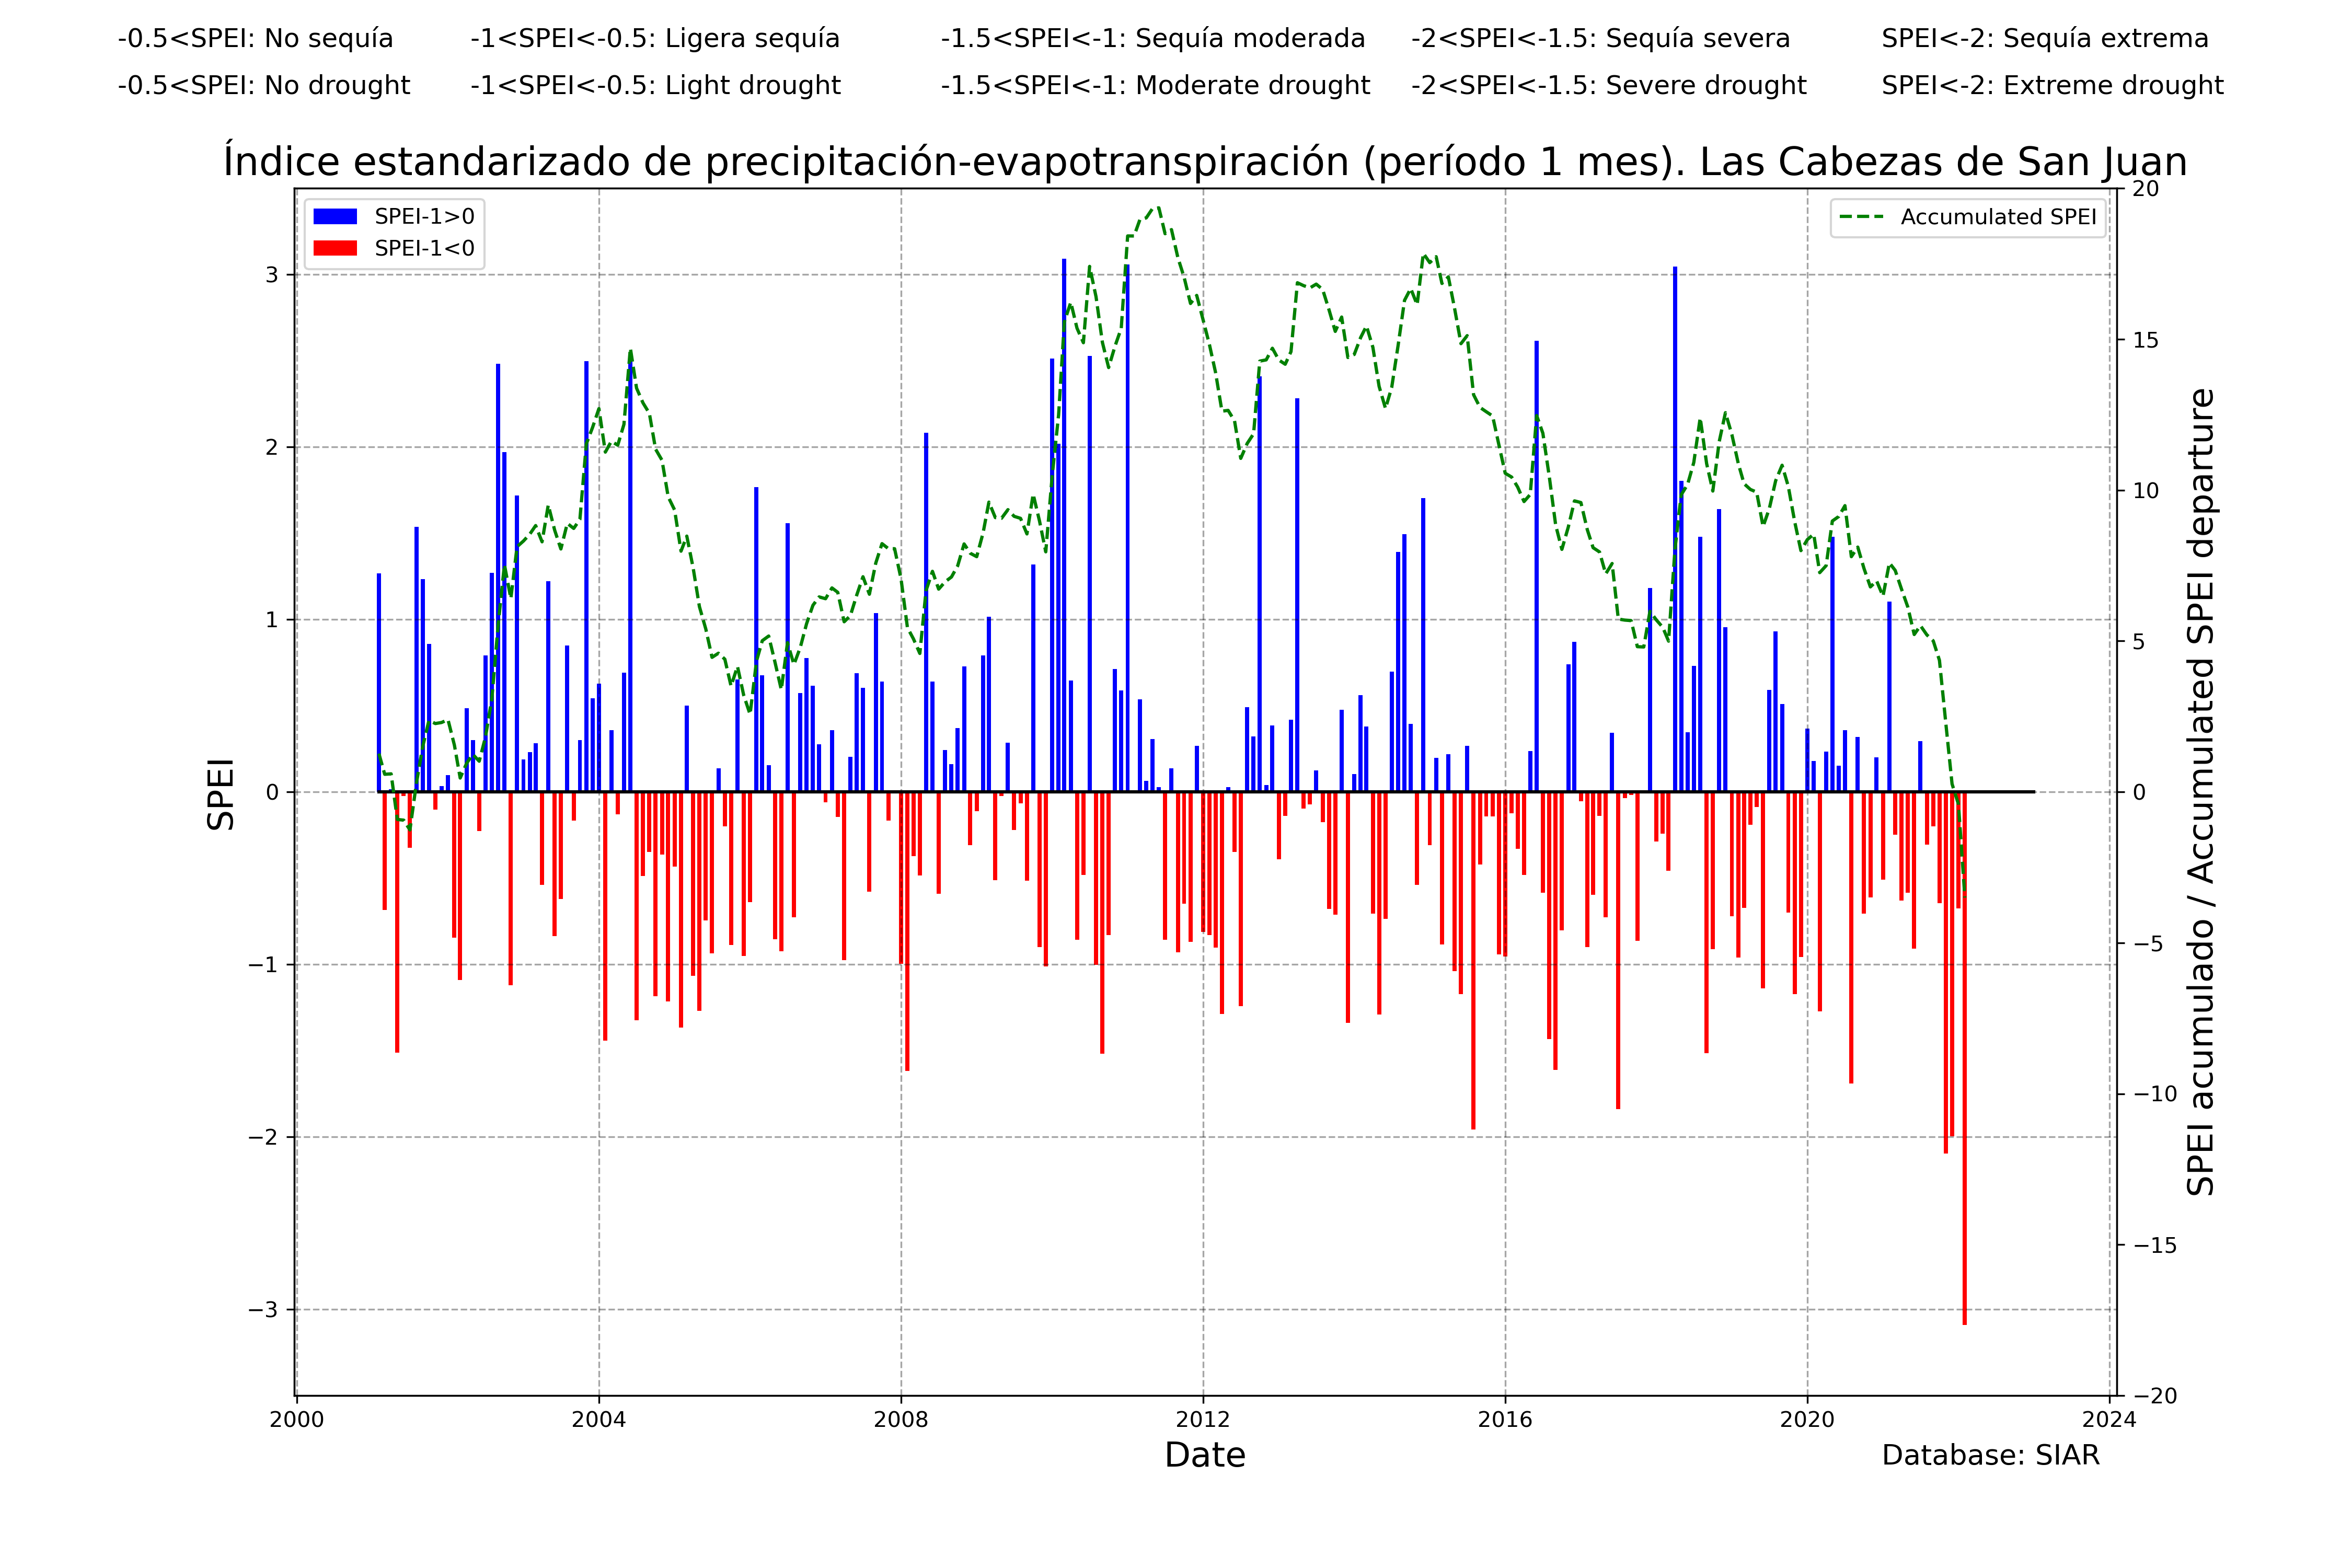 -0.5<SPEI: No sequía -1<SPEI<-0.5: Ligera sequía -1.5<SPEI<-1: Sequía moderada -2<SPEI<-1.5: Sequía severa SPEI<-2: Sequía extrema
-0.5<SPEI: No drought -1<SPEI<-0.5: Light drought -1.5<SPEI<-1: Moderate drought -2<SPEI<-1.5: Severe drought SPEI<-2: Extreme drought
Índice estandarizado de precipitación-evapotranspiración (período 1 mes). Las Cabezas de San Juan
SPEI-1>0
SPEI-1<0
Accumulated SPEI
SPEI
3
2
1
0
−1
−2
−3
20
15
10
5
0
−5
−10
−15
−20
SPEI acumulado / Accumulated SPEI departure
2000 2004 2008 2012 2016 2020 2024
Date
Database: SIAR